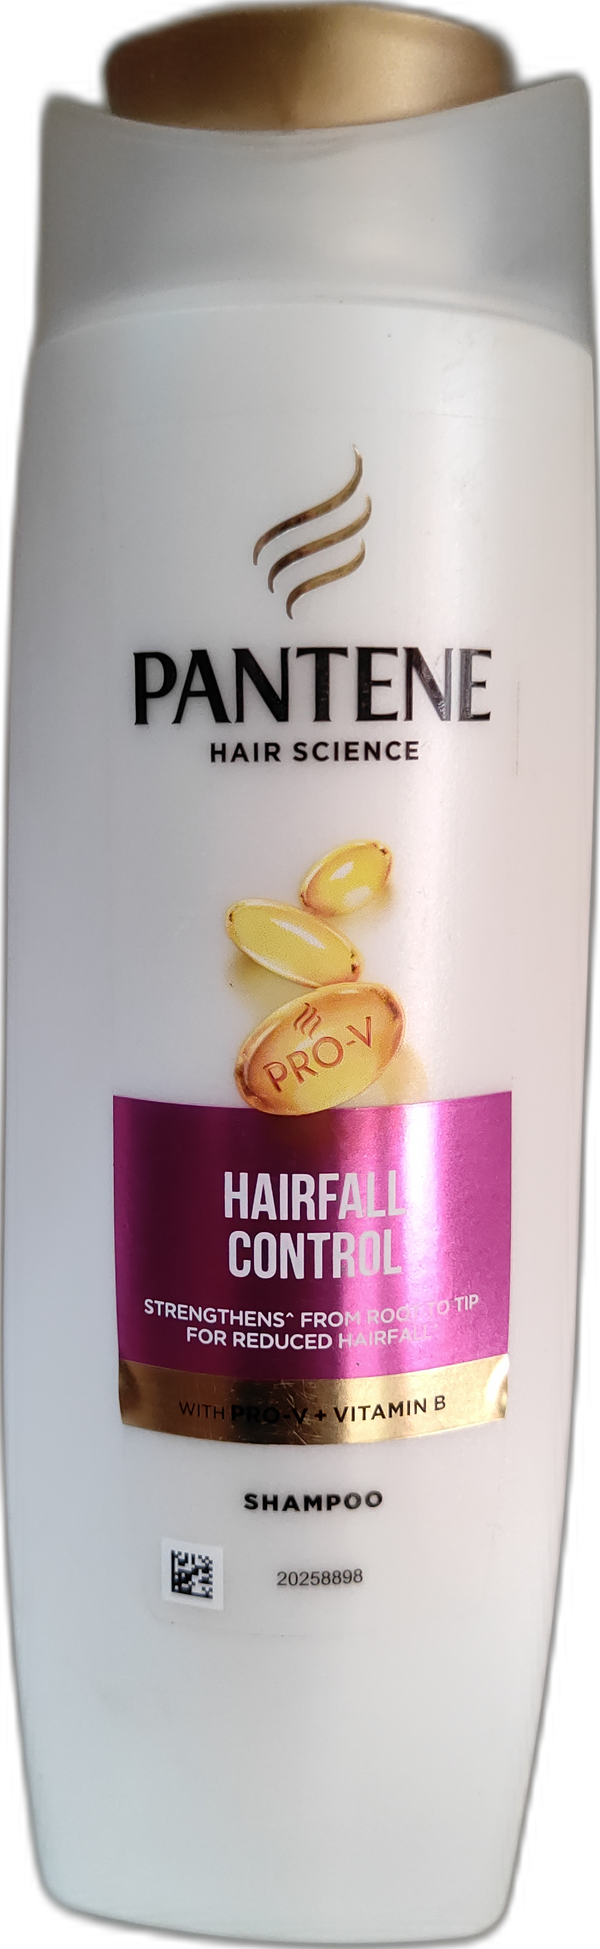 PANTENE
HAIR SCIENCE
PRO-V
HAIRFALL
CONTROL
STRENGTHENS^ FROM ROOT TO TIP
FOR REDUCED HAIRFALL
WITH PRO-V + VITAMIN B
SHAMPOO
20258898